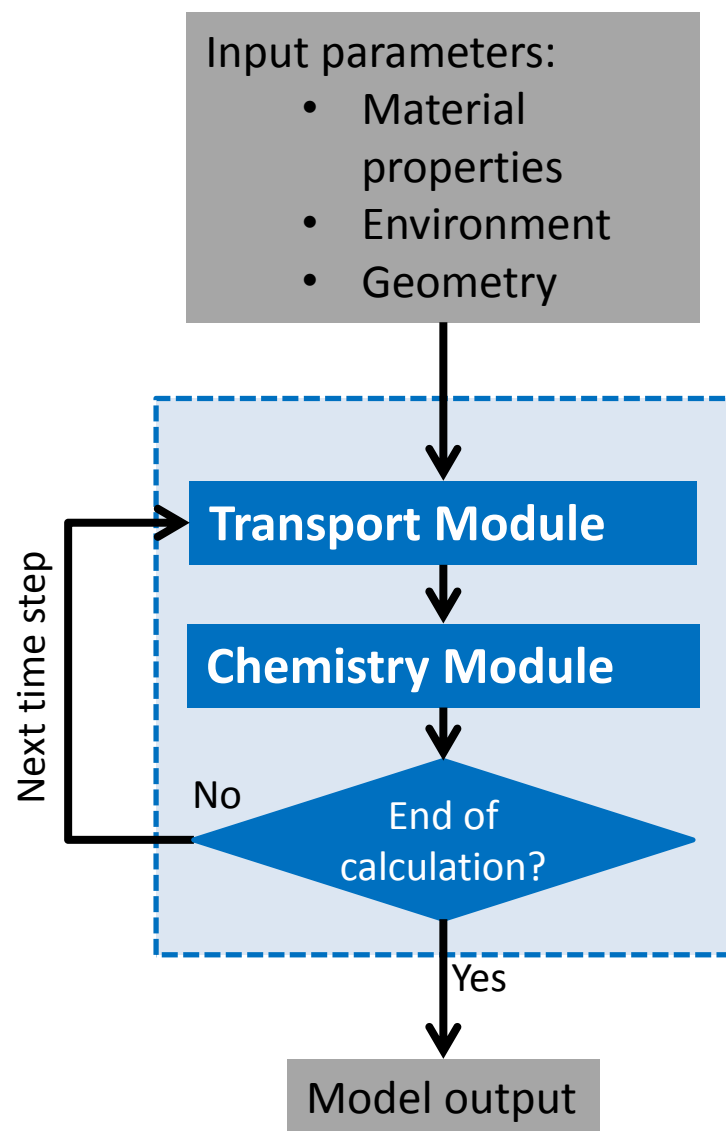 Input parameters:
• Material
properties
• Environment
• Geometry
Transport Module
Chemistry Module
Next time step
No
End of
calculation?
Yes
Model output